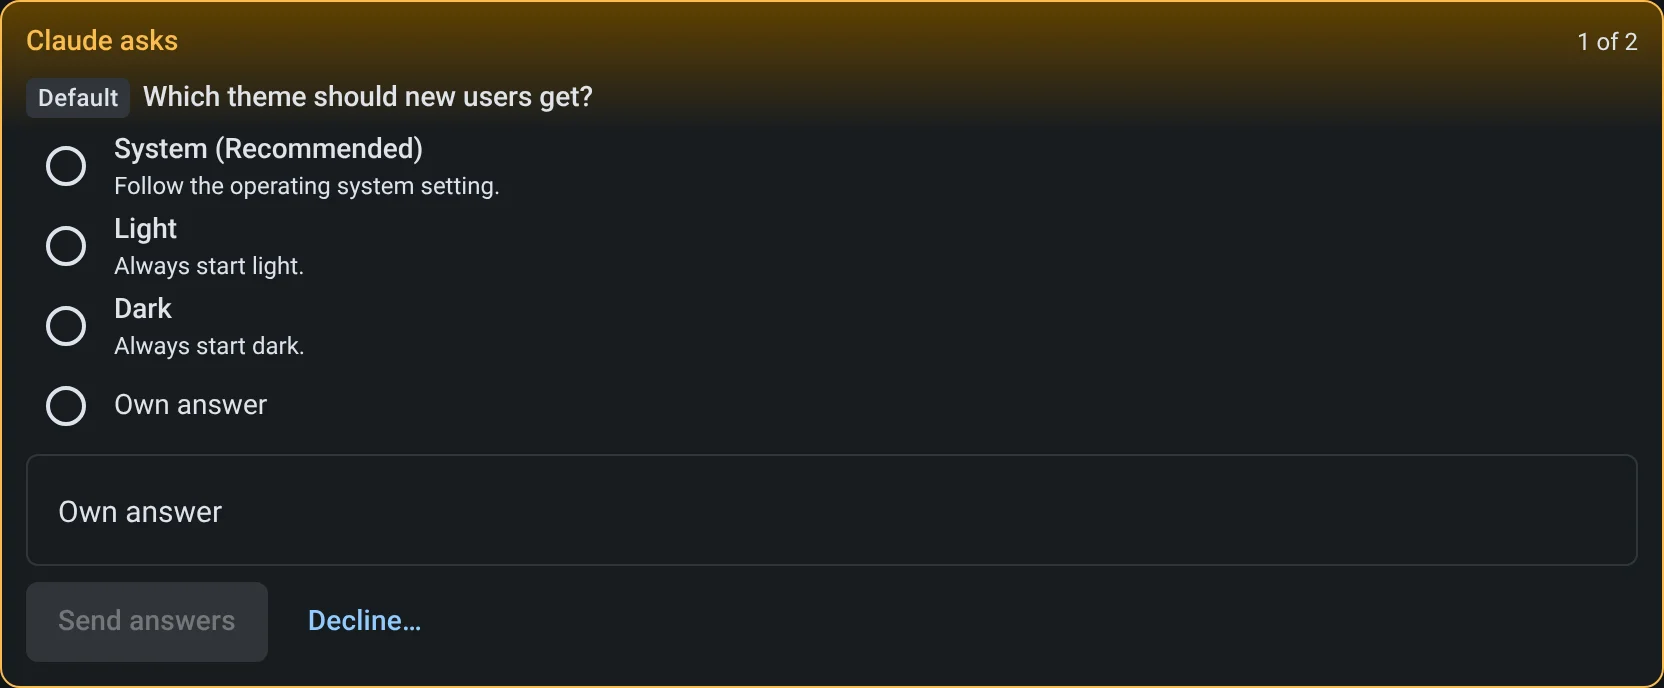 Claude asks
1 of 2
Default Which theme should new users get?
System (Recommended)
Follow the operating system setting.
Light
Always start light.
Dark
Always start dark.
Own answer
Own answer
Send answers Decline…